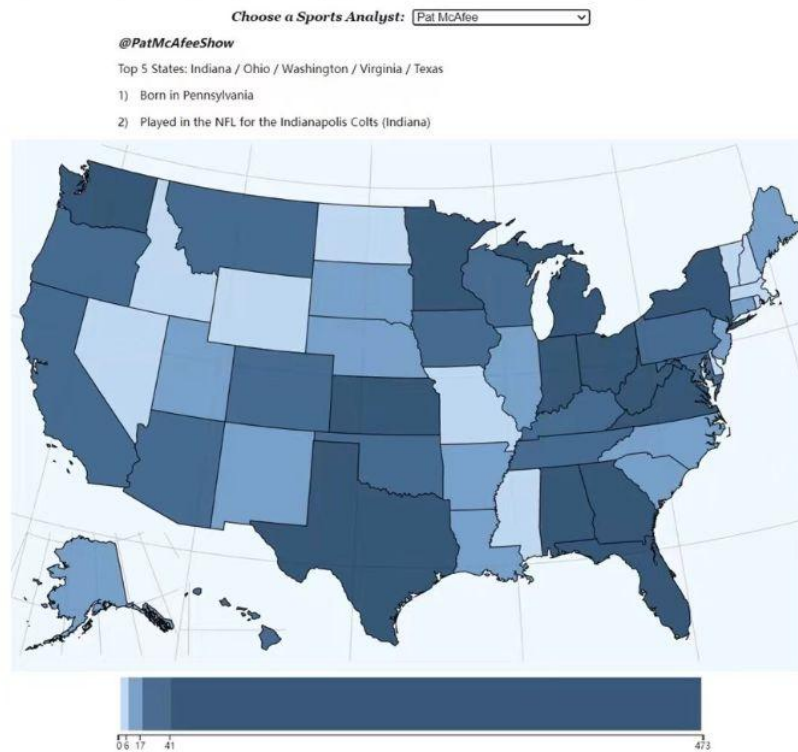 Choose a Sports Analyst: Pat McAfee
@PatMcAfeeShow
Top 5 States: Indiana / Ohio / Washington / Virginia / Texas
1) Born in Pennsylvania
2) Played in the NFL for the Indianapolis Colts (Indiana)
0 6 17 41 473